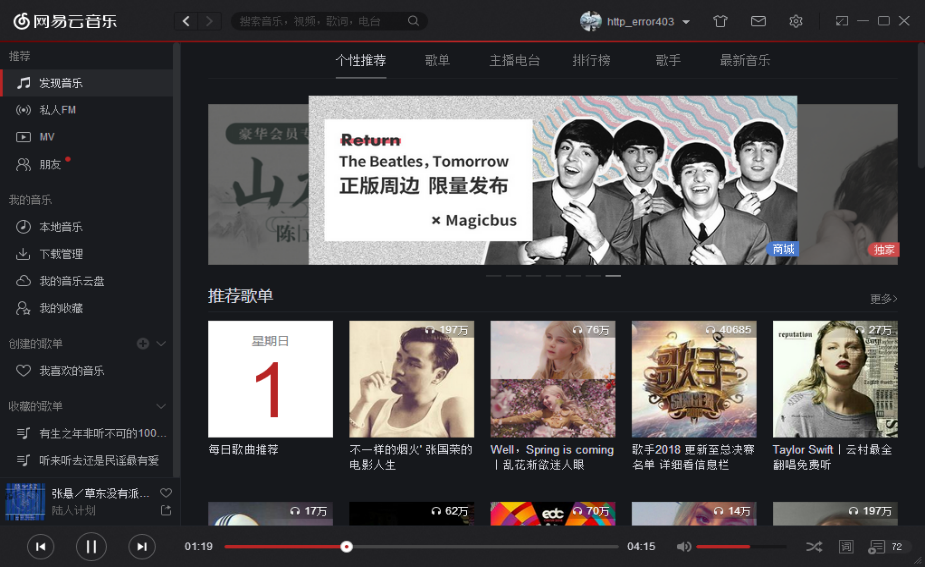 网易云音乐
搜索音乐，视频，歌词，电台
http_error403
推荐
发现音乐
私人FM
MV
朋友
我的音乐
本地音乐
下载管理
我的音乐云盘
我的收藏
创建的歌单
我喜欢的音乐
收藏的歌单
有生之年非听不可的100...
听来听去还是民谣最有爱
张悬／草东没有派...
陆人计划
个性推荐
歌单
主播电台
排行榜
歌手
最新音乐
豪华会员专
山
陈
Return
The Beatles, Tomorrow
正版周边 限量发布
× Magicbus
商城
独家
推荐歌单
更多>
星期日
1
每日歌曲推荐
197万
不一样的烟火' 张国荣的
电影人生
76万
Well，Spring is coming
丨乱花渐欲迷人眼
40685
歌手
SINGER
歌手2018 更新至总决赛
名单 详细看信息栏
27万
reputation
Taylor Swift丨云村最全
翻唱免费听
17万
62万
edc
70万
14万
197万
01:19
04:15
词
72